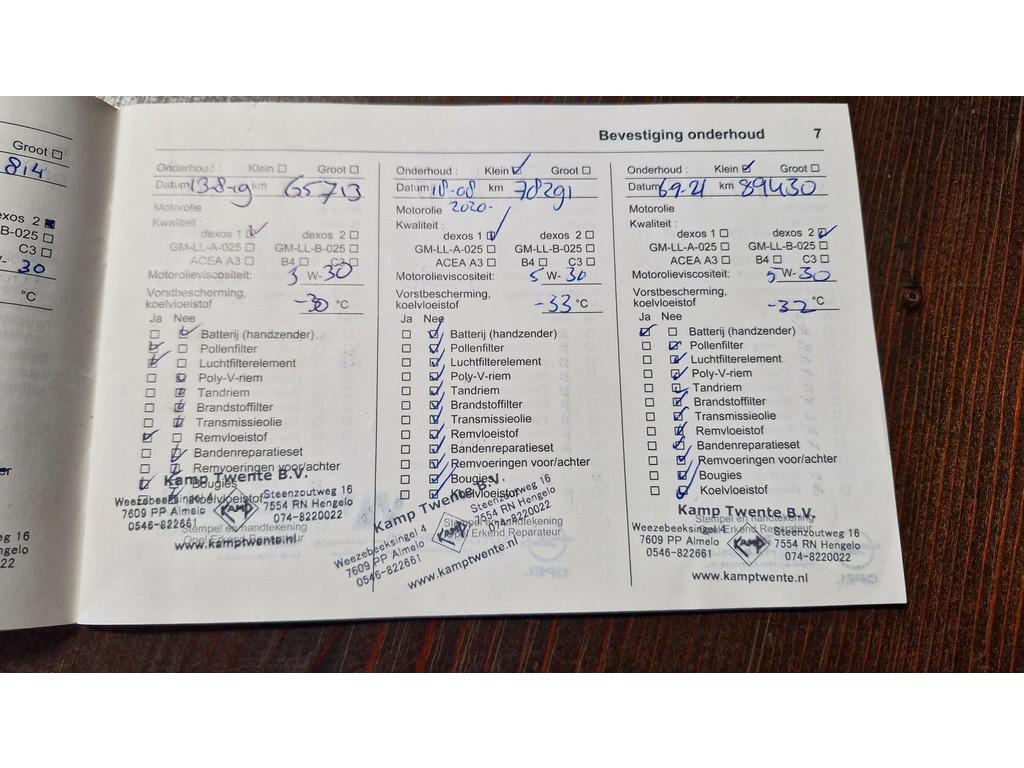 Groot ☐
814
exos 2
-B-025 ☐
C3 ☐
W- 30
°C
Bevestiging onderhoud 7
Onderhoud : Klein ☐ Groot ☐
Datum 13-8-19 km 65713
Motorolie
Kwaliteit :
dexos 1 ☑ dexos 2 ☐
GM-LL-A-025 ☐ GM-LL-B-025 ☐
ACEA A3 ☐ B4 ☐ C3 ☐
Motorolieviscositeit: 5 W- 30
Vorstbescherming,
koelvloeistof -30 °C
Ja Nee
Batterij (handzender)
Pollenfilter
Luchtfilterelement
Poly-V-riem
Tandriem
Brandstoffilter
Transmissieolie
Remvloeistof
Bandenreparatieset
Remvoeringen voor/achter
Bougies
Koelvloeistof
Stempel en handtekening
Opel Erkend Reparateur
Kamp Twente B.V.
Weezebeeksingel 4 Steenzoutweg 16
7609 PP Almelo 7554 RN Hengelo
0546-822661 KAMP 074-8220022
www.kamptwente.nl
Onderhoud : Klein ☑ Groot ☐
Datum 18-08 km 78291
2020-
Motorolie
Kwaliteit :
dexos 1 ☑ dexos 2 ☐
GM-LL-A-025 ☐ GM-LL-B-025 ☐
ACEA A3 ☐ B4 ☐ C3 ☐
Motorolieviscositeit: 5 W- 30
Vorstbescherming,
koelvloeistof -33 °C
Ja Nee
Batterij (handzender)
Pollenfilter
Luchtfilterelement
Poly-V-riem
Tandriem
Brandstoffilter
Transmissieolie
Remvloeistof
Bandenreparatieset
Remvoeringen voor/achter
Bougies
Koelvloeistof
Stempel en handtekening
Opel Erkend Reparateur
Kamp Twente B.V.
Weezebeeksingel 4 Steenzoutweg 16
7609 PP Almelo 7554 RN Hengelo
0546-822661 KAMP 074-8220022
www.kamptwente.nl
Onderhoud : Klein ☑ Groot ☐
Datum 6-9-21 km 89430
Motorolie
Kwaliteit :
dexos 1 ☐ dexos 2 ☑
GM-LL-A-025 ☐ GM-LL-B-025 ☐
ACEA A3 ☐ B4 ☐ C3 ☐
Motorolieviscositeit: 5 W- 30
Vorstbescherming,
koelvloeistof -32 °C
Ja Nee
Batterij (handzender)
Pollenfilter
Luchtfilterelement
Poly-V-riem
Tandriem
Brandstoffilter
Transmissieolie
Remvloeistof
Bandenreparatieset
Remvoeringen voor/achter
Bougies
Koelvloeistof
Stempel en handtekening
Opel Erkend Reparateur
Kamp Twente B.V.
Weezebeeksingel 4 Steenzoutweg 16
7609 PP Almelo 7554 RN Hengelo
0546-822661 KAMP 074-8220022
www.kamptwente.nl